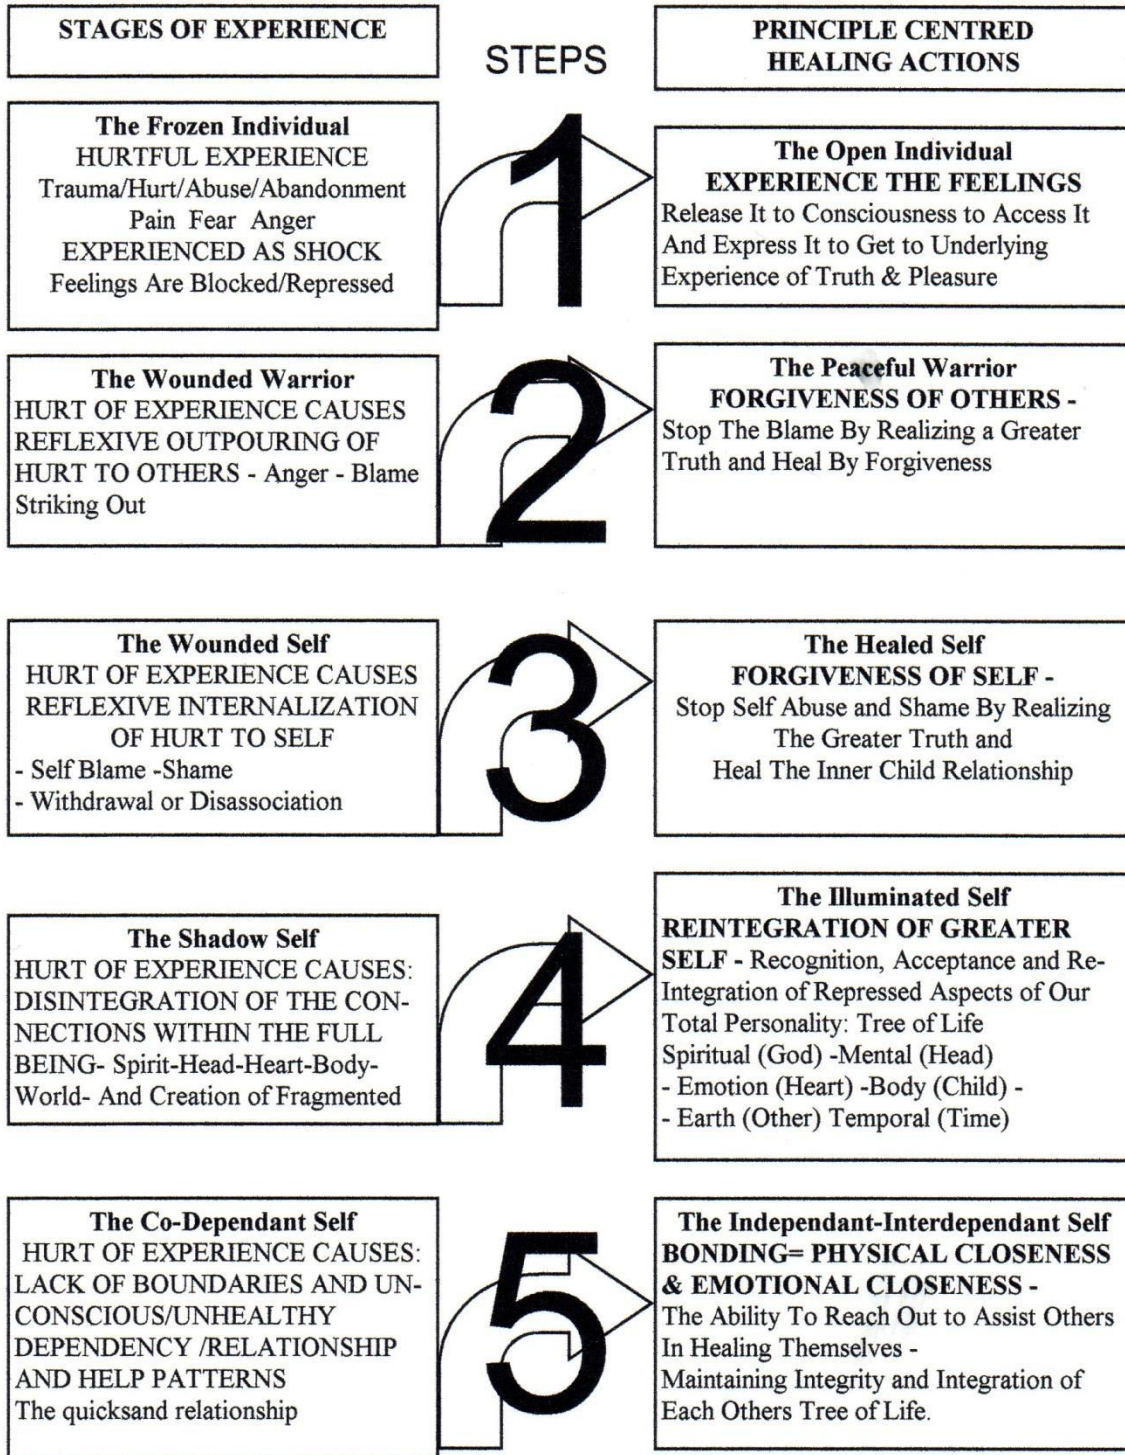 STAGES OF EXPERIENCE
STEPS
PRINCIPLE CENTRED
HEALING ACTIONS
The Frozen Individual
HURTFUL EXPERIENCE
Trauma/Hurt/Abuse/Abandonment
Pain Fear Anger
EXPERIENCED AS SHOCK
Feelings Are Blocked/Repressed
1
The Open Individual
EXPERIENCE THE FEELINGS
Release It to Consciousness to Access It
And Express It to Get to Underlying
Experience of Truth & Pleasure
The Wounded Warrior
HURT OF EXPERIENCE CAUSES
REFLEXIVE OUTPOURING OF
HURT TO OTHERS - Anger - Blame
Striking Out
2
The Peaceful Warrior
FORGIVENESS OF OTHERS -
Stop The Blame By Realizing a Greater
Truth and Heal By Forgiveness
The Wounded Self
HURT OF EXPERIENCE CAUSES
REFLEXIVE INTERNALIZATION
OF HURT TO SELF
- Self Blame -Shame
- Withdrawal or Disassociation
3
The Healed Self
FORGIVENESS OF SELF -
Stop Self Abuse and Shame By Realizing
The Greater Truth and
Heal The Inner Child Relationship
The Shadow Self
HURT OF EXPERIENCE CAUSES:
DISINTEGRATION OF THE CON-
NECTIONS WITHIN THE FULL
BEING- Spirit-Head-Heart-Body-
World- And Creation of Fragmented
4
The Illuminated Self
REINTEGRATION OF GREATER
SELF - Recognition, Acceptance and Re-
Integration of Repressed Aspects of Our
Total Personality: Tree of Life
Spiritual (God) -Mental (Head)
- Emotion (Heart) -Body (Child) -
- Earth (Other) Temporal (Time)
The Co-Dependant Self
HURT OF EXPERIENCE CAUSES:
LACK OF BOUNDARIES AND UN-
CONSCIOUS/UNHEALTHY
DEPENDENCY /RELATIONSHIP
AND HELP PATTERNS
The quicksand relationship
5
The Independant-Interdependant Self
BONDING= PHYSICAL CLOSENESS
& EMOTIONAL CLOSENESS -
The Ability To Reach Out to Assist Others
In Healing Themselves -
Maintaining Integrity and Integration of
Each Others Tree of Life.